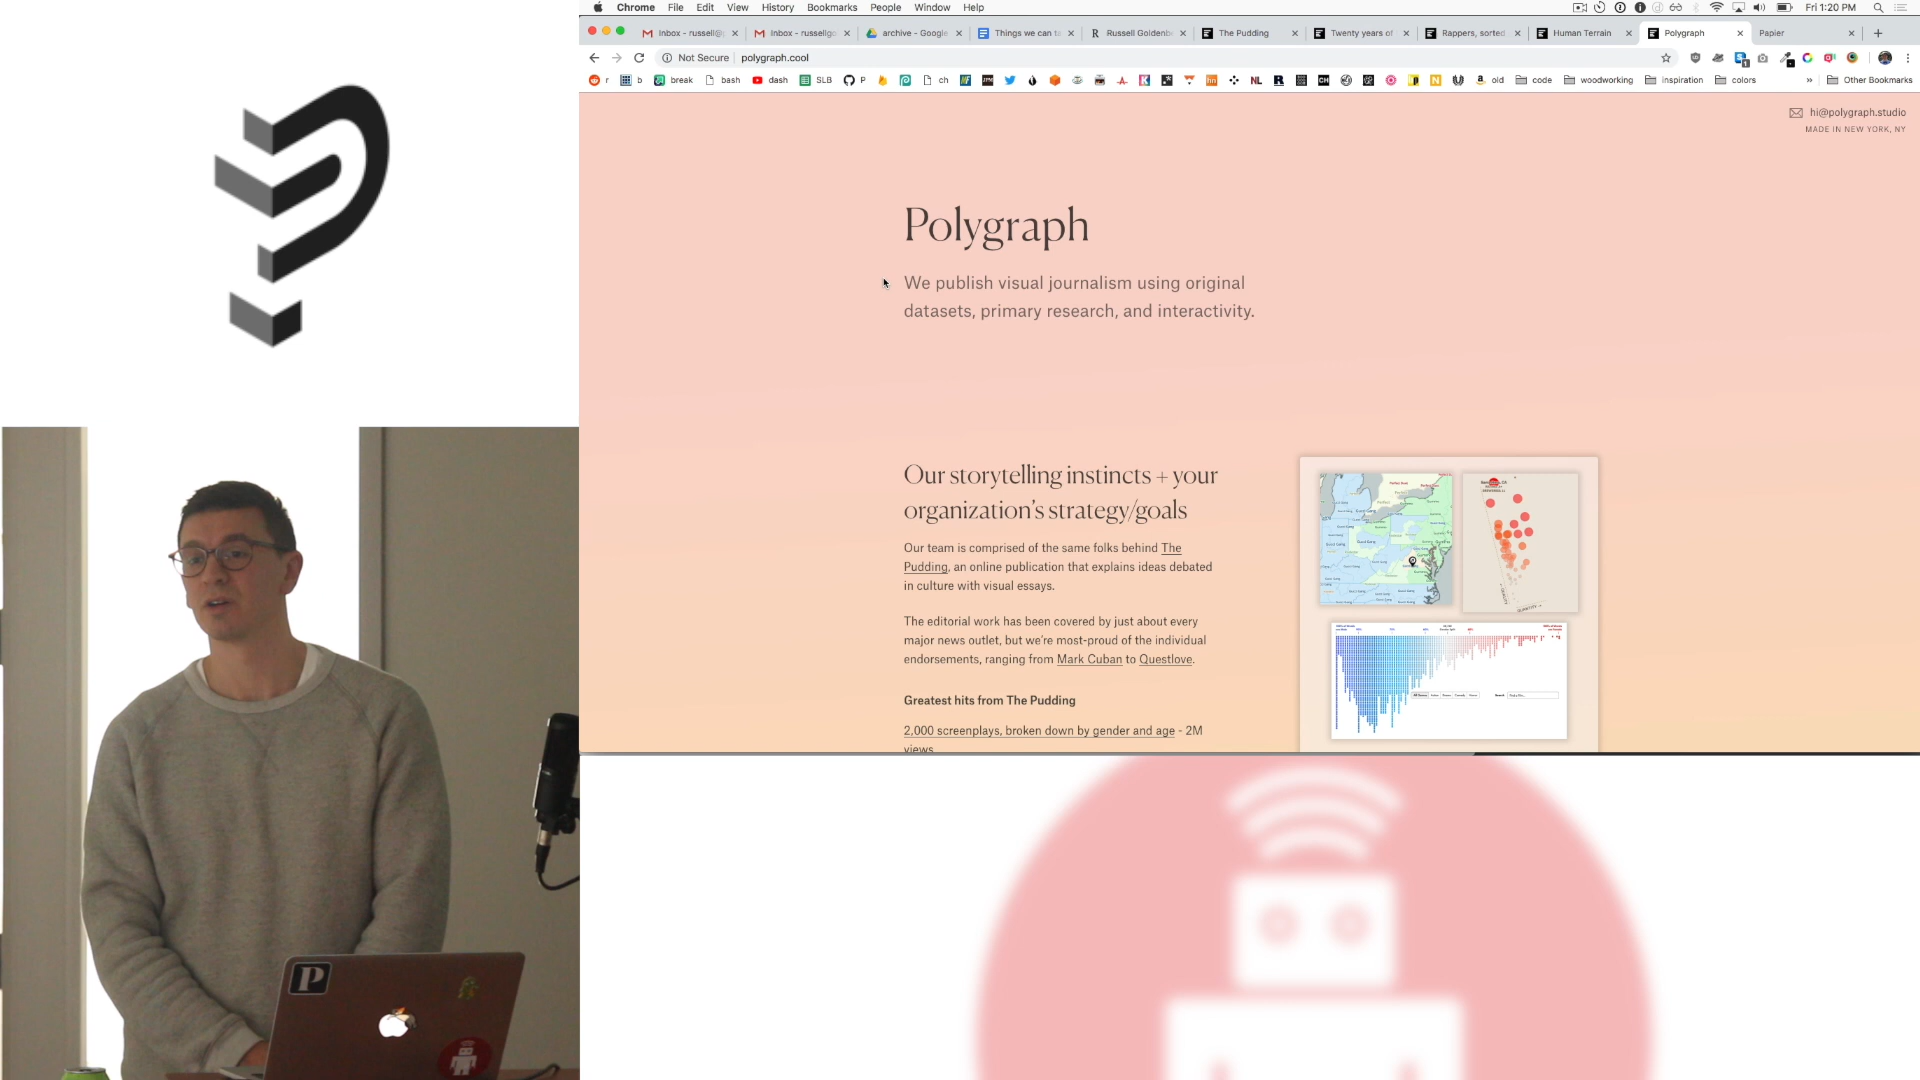 Chrome File Edit View History Bookmarks People Window Help
Fri 1:20 PM
Inbox - russell@
Inbox - russellgo
archive - Google
Things we can to
Russell Goldenb
The Pudding
Twenty years of
Rappers, sorted
Human Terrain
Polygraph
Papier
Not Secure polygraph.cool
r b break bash dash SLB P ch
old code woodworking inspiration colors » Other Bookmarks
hi@polygraph.studio
MADE IN NEW YORK, NY
Polygraph
We publish visual journalism using original
datasets, primary research, and interactivity.
Our storytelling instincts + your
organization's strategy/goals
Our team is comprised of the same folks behind The
Pudding, an online publication that explains ideas debated
in culture with visual essays.
The editorial work has been covered by just about every
major news outlet, but we're most-proud of the individual
endorsements, ranging from Mark Cuban to Questlove.
Greatest hits from The Pudding
2,000 screenplays, broken down by gender and age - 2M
views
P